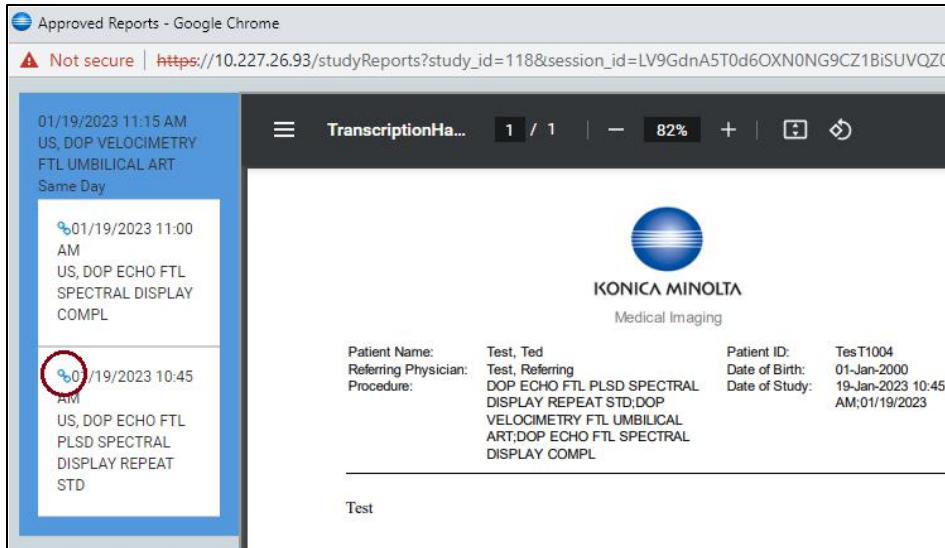 Approved Reports - Google Chrome
Not secure | https://10.227.26.93/studyReports?study_id=118&session_id=LV9GdnA5T0d6OXN0NG9CZ1BiSUVQZ0
01/19/2023 11:15 AM
US, DOP VELOCIMETRY
FTL UMBILICAL ART
Same Day
01/19/2023 11:00
AM
US, DOP ECHO FTL
SPECTRAL DISPLAY
COMPL
01/19/2023 10:45
AM
US, DOP ECHO FTL
PLSD SPECTRAL
DISPLAY REPEAT
STD
TranscriptionHa... 1 / 1 | — 82% + |
KONICA MINOLTA
Medical Imaging
Patient Name: Test, Ted Patient ID: TesT1004
Referring Physician: Test, Referring Date of Birth: 01-Jan-2000
Procedure: DOP ECHO FTL PLSD SPECTRAL Date of Study: 19-Jan-2023 10:45
DISPLAY REPEAT STD;DOP AM;01/19/2023
VELOCIMETRY FTL UMBILICAL
ART;DOP ECHO FTL SPECTRAL
DISPLAY COMPL
Test